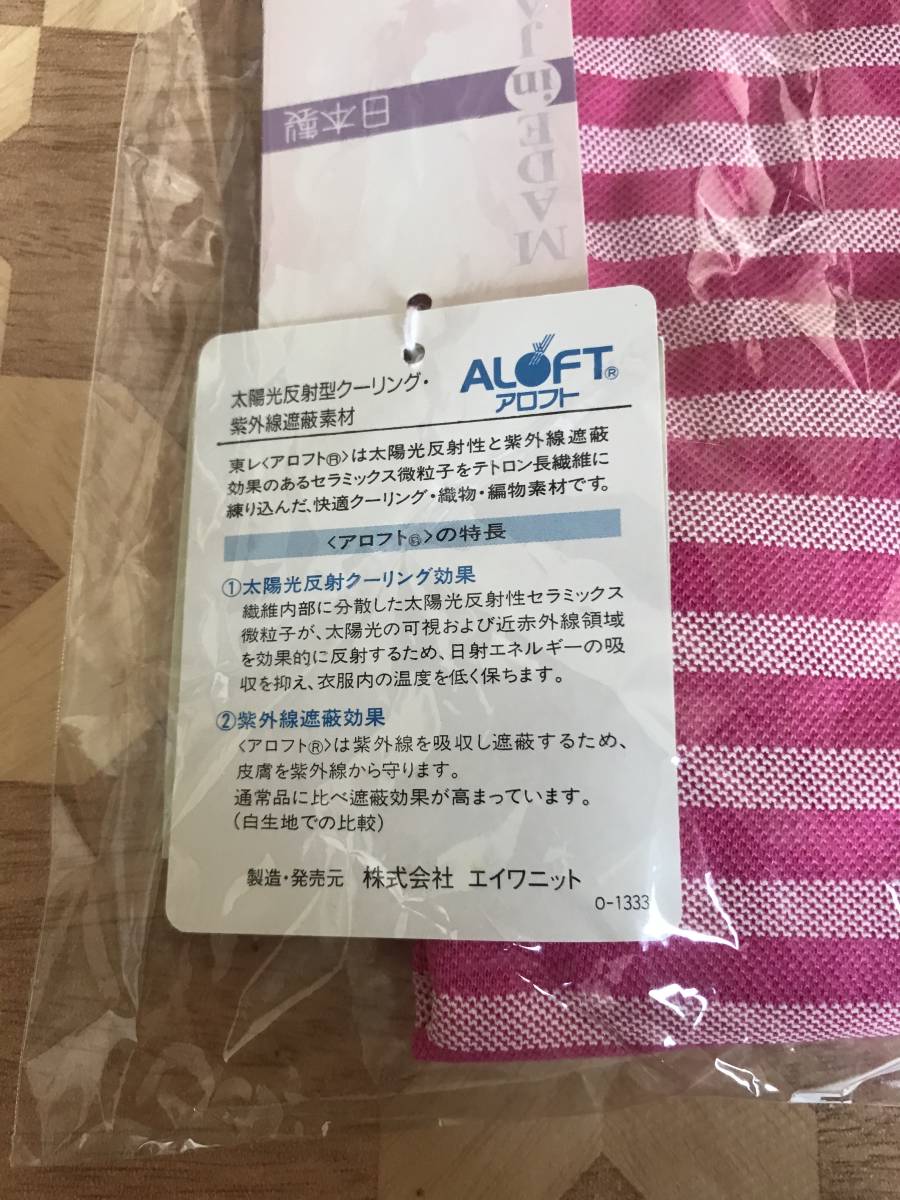 MADE in JA
日本製
太陽光反射型クーリング・
紫外線遮蔽素材
ALOFT®
アロフト
東レ〈アロフト®〉は太陽光反射性と紫外線遮蔽
効果のあるセラミックス微粒子をテトロン長繊維に
練り込んだ、快適クーリング・織物・編物素材です。
〈アロフト®〉の特長
①太陽光反射クーリング効果
繊維内部に分散した太陽光反射性セラミックス
微粒子が、太陽光の可視および近赤外線領域
を効果的に反射するため、日射エネルギーの吸
収を抑え、衣服内の温度を低く保ちます。
②紫外線遮蔽効果
〈アロフト®〉は紫外線を吸収し遮蔽するため、
皮膚を紫外線から守ります。
通常品に比べ遮蔽効果が高まっています。
(白生地での比較)
製造・発売元 株式会社 エイワニット
O-1333